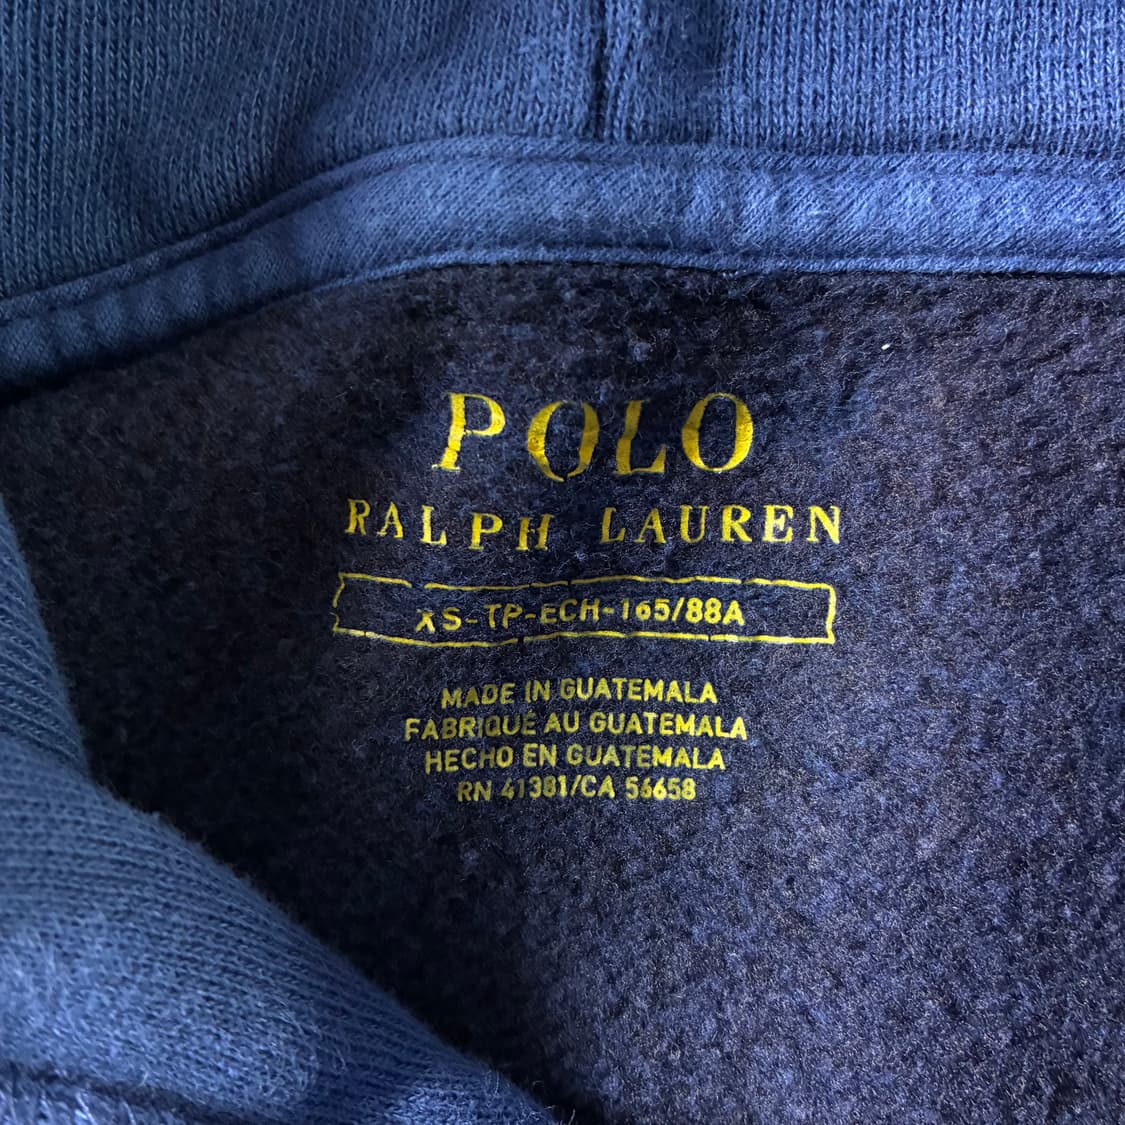 POLO
RALPH LAUREN
XS-TP-ECH-165/88A
MADE IN GUATEMALA
FABRIQUÉ AU GUATEMALA
HECHO EN GUATEMALA
RN 41381/CA 56658